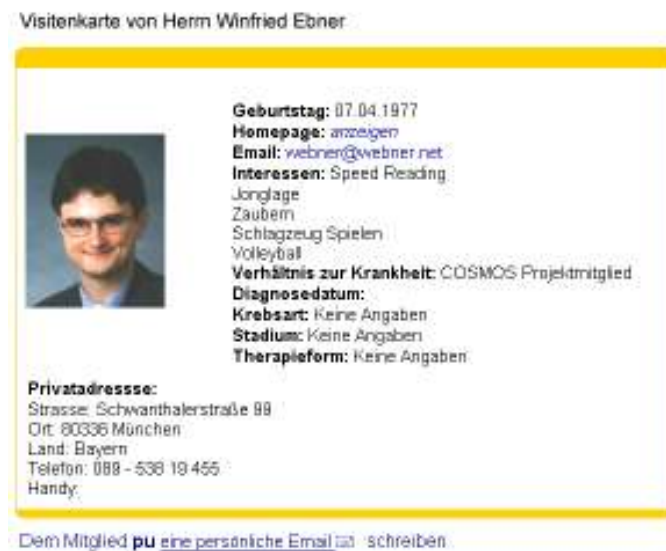 Visitenkarte von Herrn Winfried Ebner
Geburtstag: 07.04.1977
Homepage: anzeigen
Email: webner@webner.net
Interessen: Speed Reading
Jonglage
Zaubern
Schlagzeug Spielen
Volleyball
Verhältnis zur Krankheit: COSMOS Projektmitglied
Diagnosedatum:
Krebsart: Keine Angaben
Stadium: Keine Angaben
Therapieform: Keine Angaben
Privatadressse:
Strasse: Schwanthalerstraße 99
Ort: 80336 München
Land: Bayern
Telefon: 089 - 538 19 455
Handy:
Dem Mitglied pu eine persönliche Email schreiben